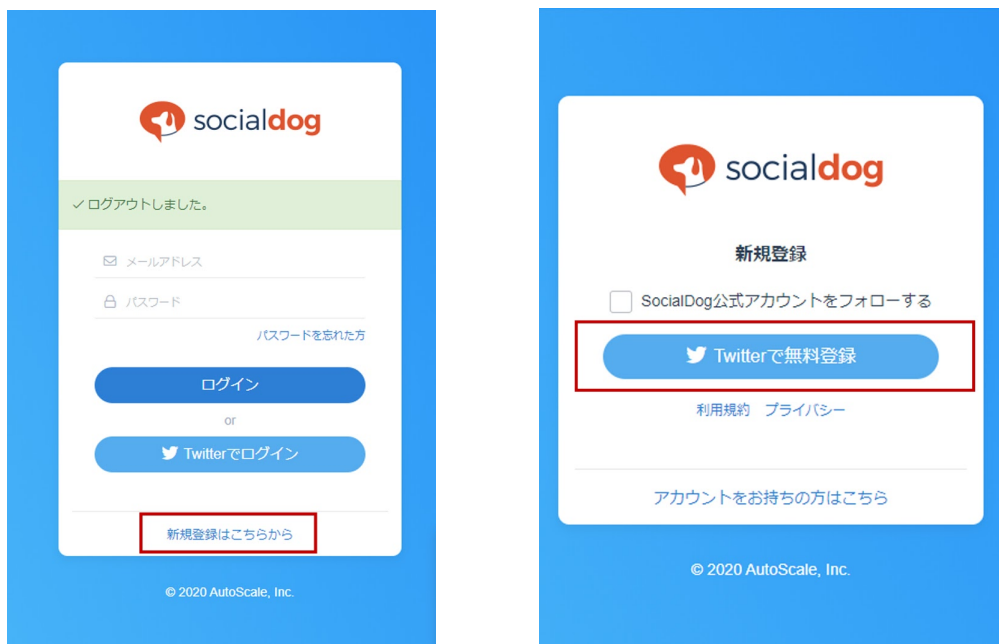 socialdog
ログアウトしました。
メールアドレス
パスワード
パスワードを忘れた方
ログイン
or
Twitterでログイン
新規登録はこちらから
© 2020 AutoScale, Inc.
socialdog
新規登録
SocialDog公式アカウントをフォローする
Twitterで無料登録
利用規約 プライバシー
アカウントをお持ちの方はこちら
© 2020 AutoScale, Inc.